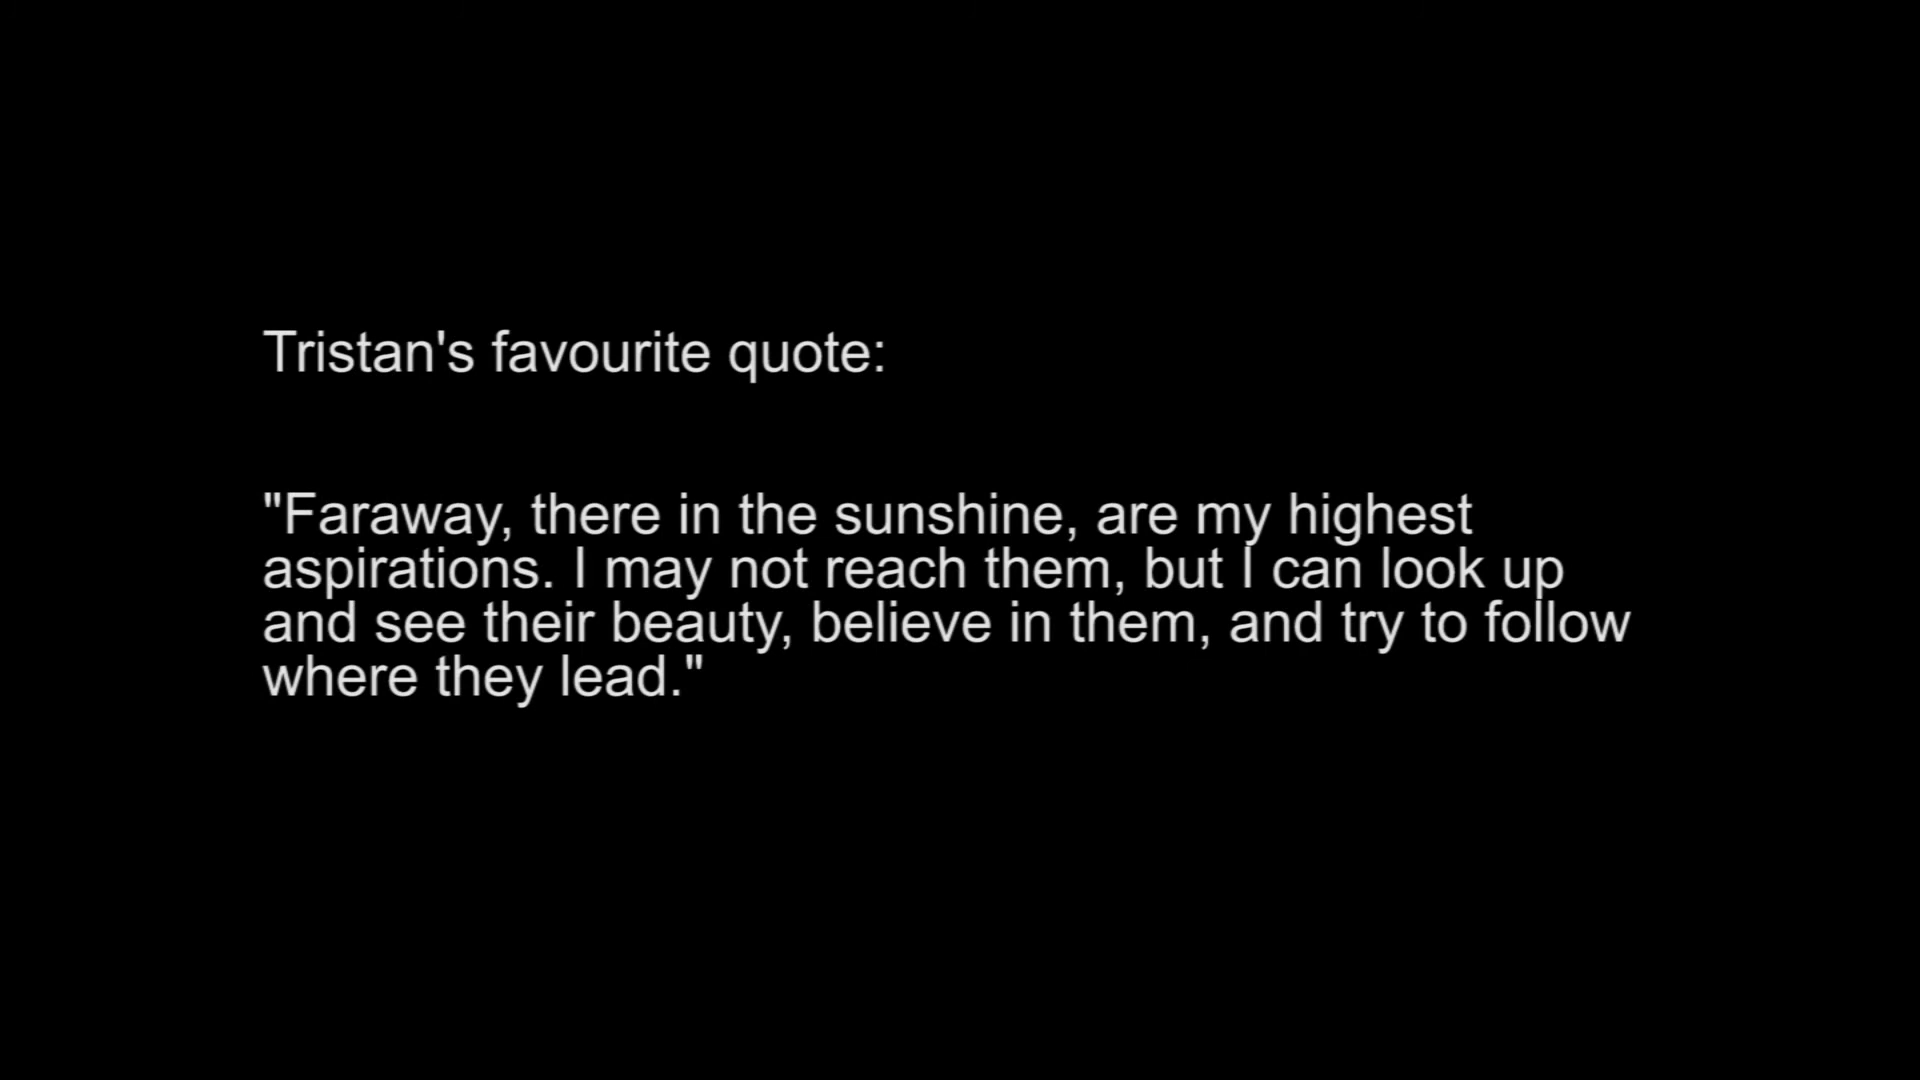 Tristan's favourite quote:
"Faraway, there in the sunshine, are my highest
aspirations. I may not reach them, but I can look up
and see their beauty, believe in them, and try to follow
where they lead."